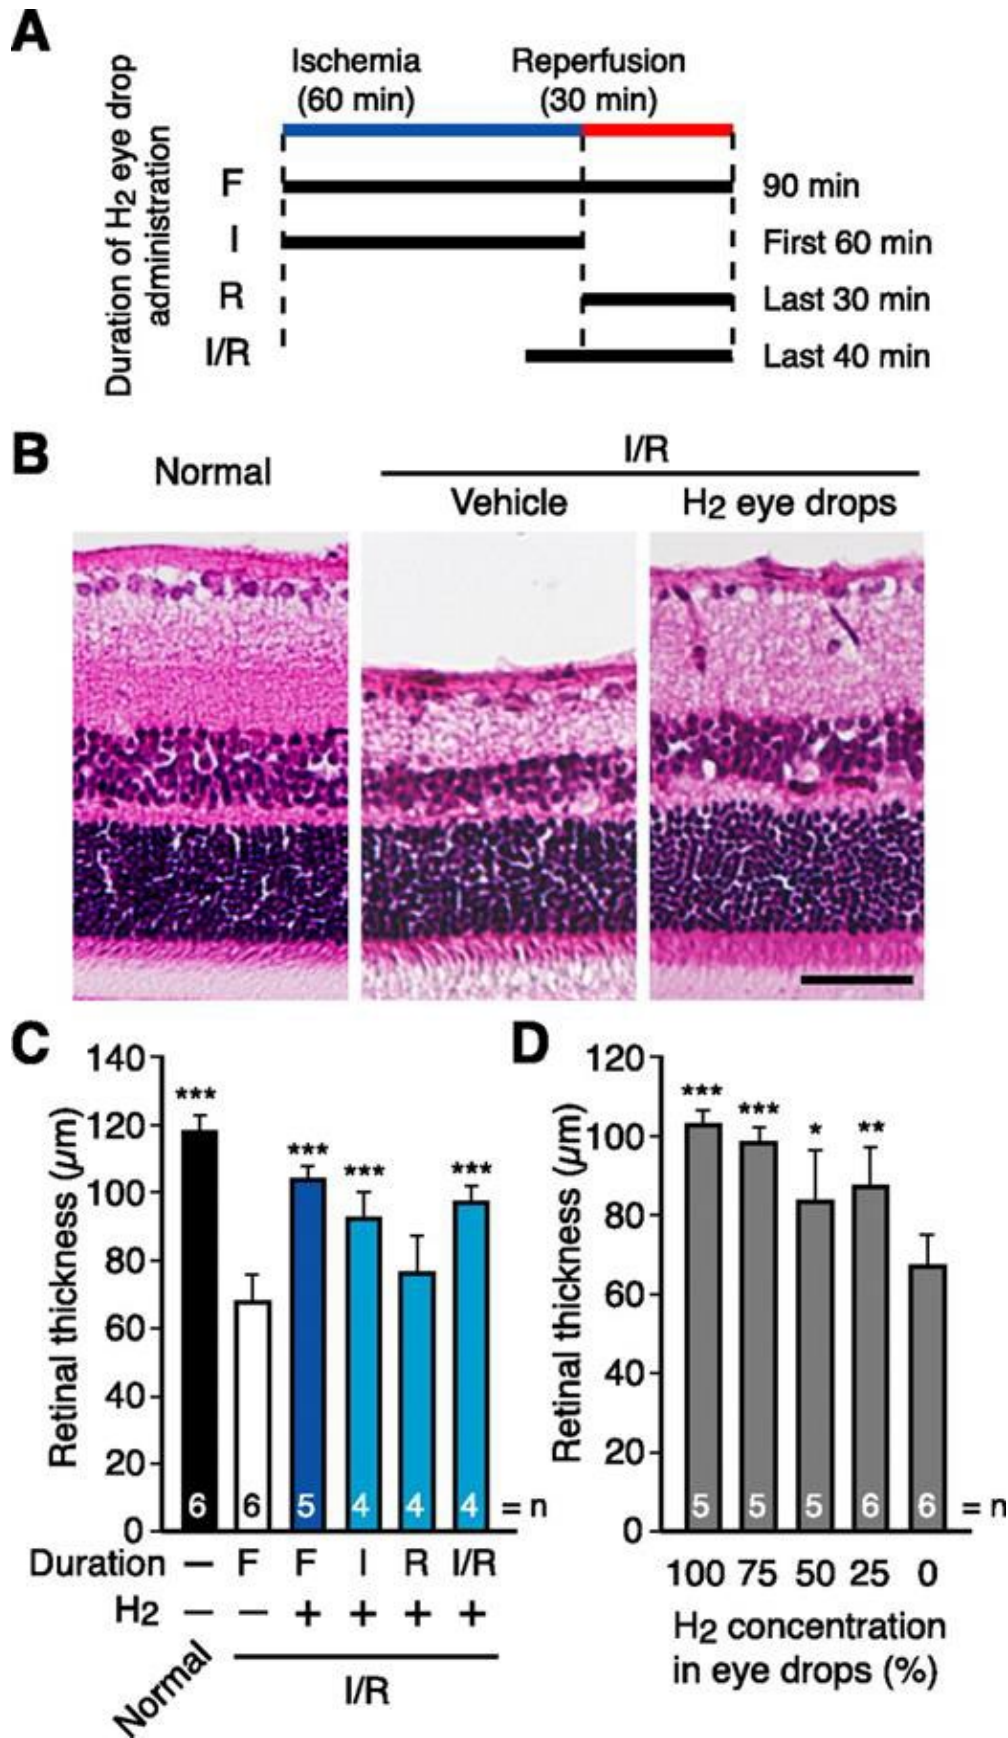 A
Ischemia
(60 min)
Reperfusion
(30 min)
Duration of H2 eye drop
administration
F
90 min
I
First 60 min
R
Last 30 min
I/R
Last 40 min
B
Normal
I/R
Vehicle
H2 eye drops
C
Retinal thickness (µm)
140
120
100
80
60
40
20
0
***
***
***
***
6
6
5
4
4
4
= n
Duration – F F I R I/R
H2 – – + + + +
Normal
I/R
D
Retinal thickness (µm)
120
100
80
60
40
20
0
***
***
*
**
5
5
5
6
6
= n
100 75 50 25 0
H2 concentration
in eye drops (%)